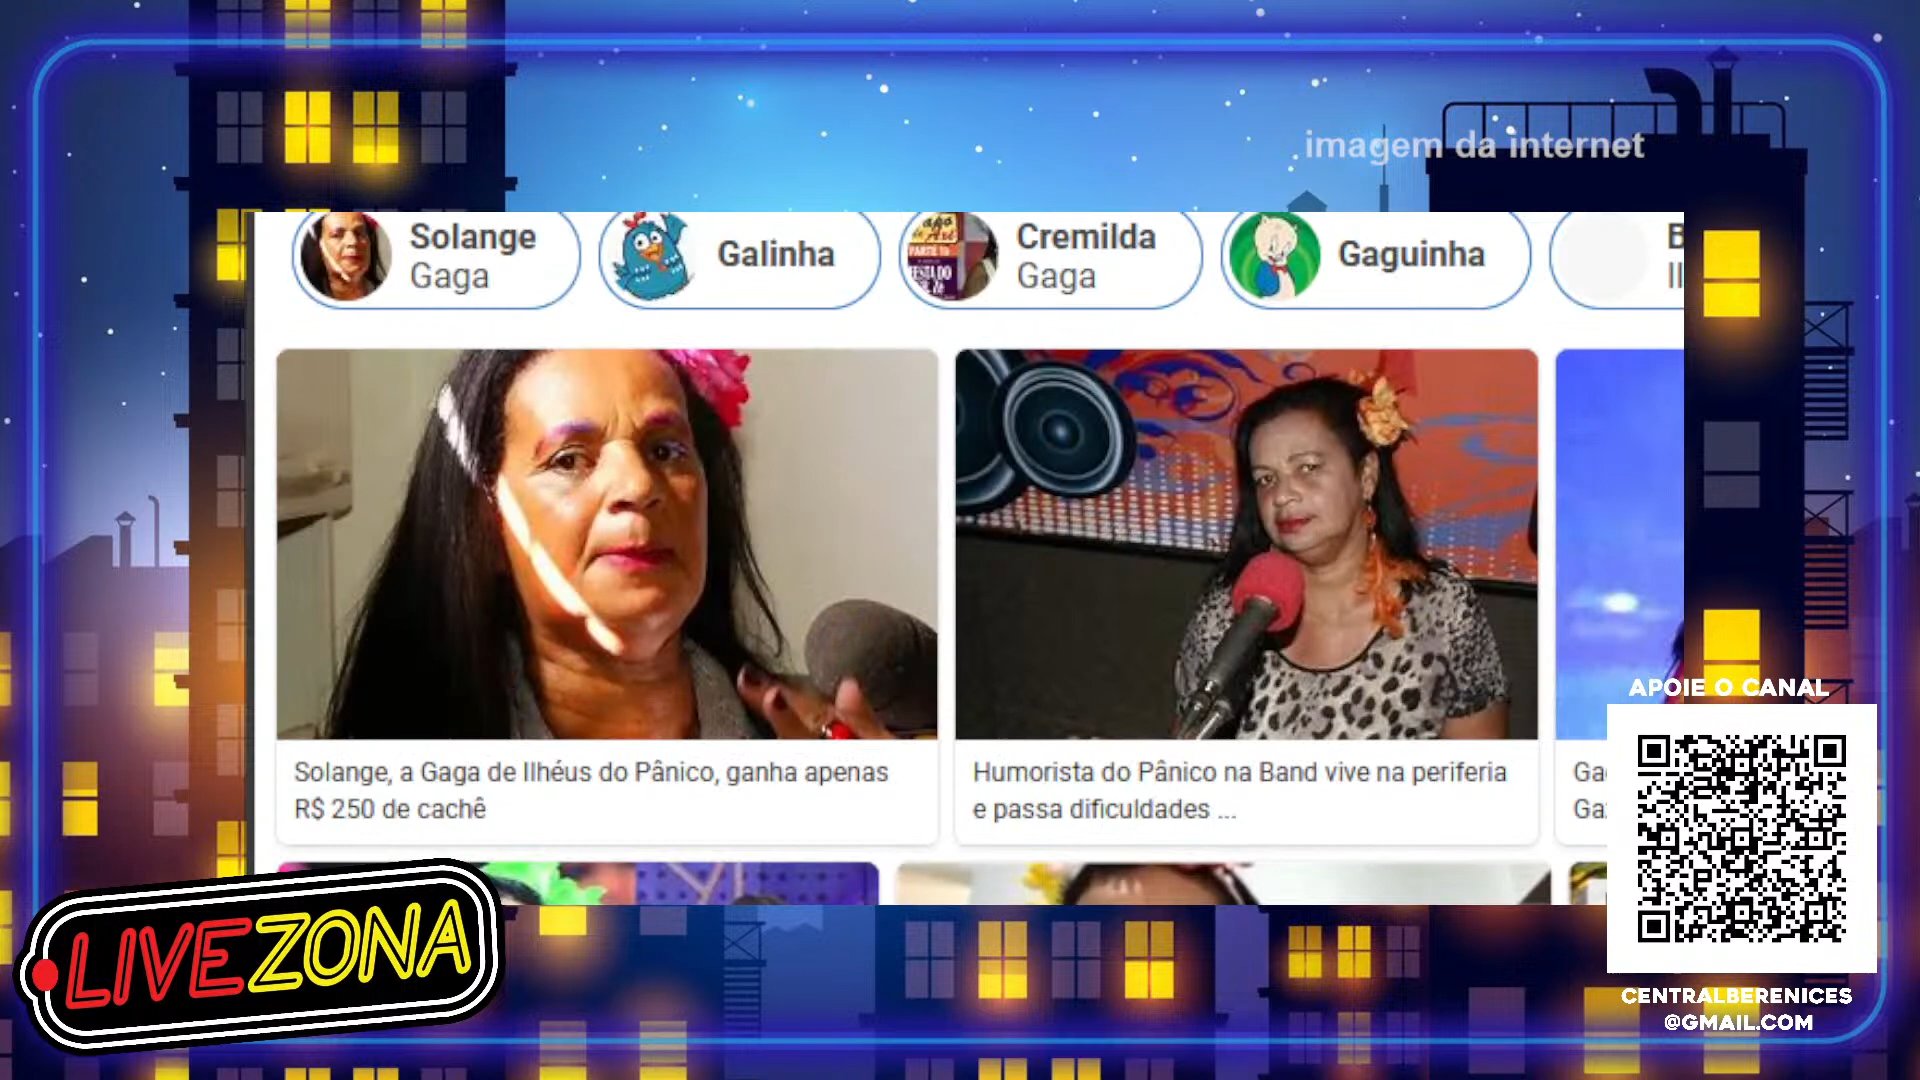 imagem da internet
Solange
Gaga
Galinha
Cremilda
Gaga
Gaguinha
Solange, a Gaga de Ilhéus do Pânico, ganha apenas
R$ 250 de cachê
Humorista do Pânico na Band vive na periferia
e passa dificuldades ...
APOIE O CANAL
LIVEZONA
CENTRALBERENICES
@GMAIL.COM